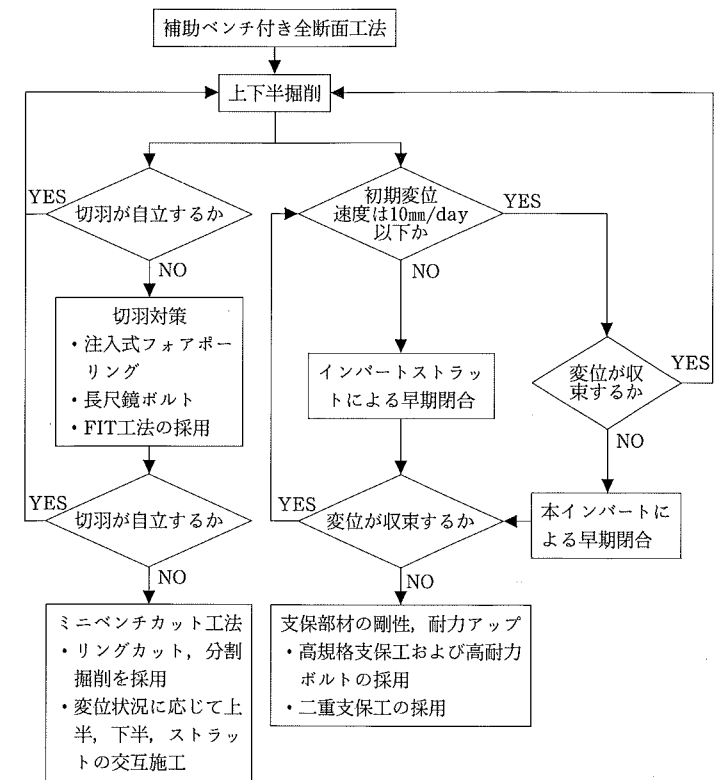 補助ベンチ付き全断面工法
上下半掘削
YES
切羽が自立するか
NO
切羽対策
・注入式フォアポー
リング
・長尺鏡ボルト
・FIT工法の採用
YES
切羽が自立するか
NO
ミニベンチカット工法
・リングカット，分割
掘削を採用
・変位状況に応じて上
半，下半，ストラッ
トの交互施工
初期変位
速度は10㎜/day
以下か
YES
NO
インバートストラッ
トによる早期閉合
変位が収
束するか
YES
NO
本インバートに
よる早期閉合
YES
変位が収束するか
NO
支保部材の剛性，耐力アップ
・高規格支保工および高耐力
ボルトの採用
・二重支保工の採用